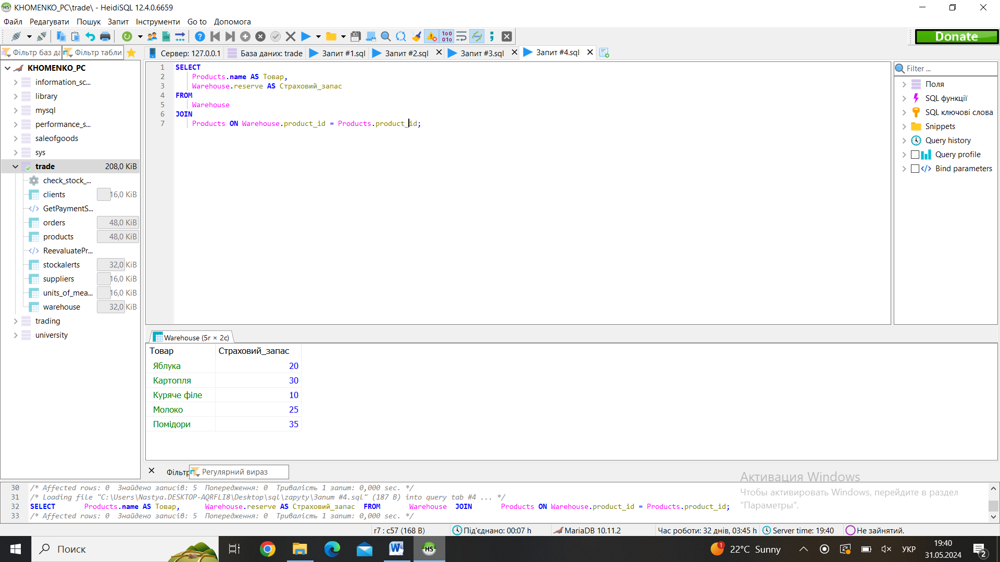 KHOMENKO_PC\trade\ - HeidiSQL 12.4.0.6659
Файл Редагувати Пошук Запит Інструменти Go to Допомога
Donate
Фільтр баз да Фільтр табли
Сервер: 127.0.0.1 База даних: trade Запит #1.sql Запит #2.sql Запит #3.sql Запит #4.sql
KHOMENKO_PC
information_sc...
library
mysql
performance_s...
saleofgoods
sys
trade 208,0 KiB
check_stock_...
clients 16,0 KiB
GetPaymentS...
orders 48,0 KiB
products 48,0 KiB
ReevaluatePr...
stockalerts 32,0 KiB
suppliers 16,0 KiB
units_of_mea... 16,0 KiB
warehouse 32,0 KiB
trading
university
1 SELECT
2 Products.name AS Товар,
3 Warehouse.reserve AS Страховий_запас
4 FROM
5 Warehouse
6 JOIN
7 Products ON Warehouse.product_id = Products.product_id;
Filter ...
Поля
SQL функції
SQL ключові слова
Snippets
Query history
Query profile
Bind parameters
Warehouse (5r × 2c)
Товар Страховий_запас
Яблука 20
Картопля 30
Куряче філе 10
Молоко 25
Помідори 35
Фільтр Регулярний вираз
30 /* Affected rows: 0 Знайдено записів: 5 Попередження: 0 Тривалість 1 запит: 0,000 sec. */
31 /* Loading file "C:\Users\Nastya.DESKTOP-AQRFLI8\Desktop\sql\zapyty\Запит #4.sql" (187 B) into query tab #4 ... */
32 SELECT Products.name AS Товар, Warehouse.reserve AS Страховий_запас FROM Warehouse JOIN Products ON Warehouse.product_id = Products.product_id;
33 /* Affected rows: 0 Знайдено записів: 5 Попередження: 0 Тривалість 1 запит: 0,000 sec. */
Активация Windows
Чтобы активировать Windows, перейдите в раздел
"Параметры".
r7 : c57 (168 B) Під'єднано: 00:07 h MariaDB 10.11.2 Час роботи: 32 днів, 03:45 h Server time: 19:40 Не зайнятий.
Поиск
22°C Sunny
УКР
19:40
31.05.2024
2